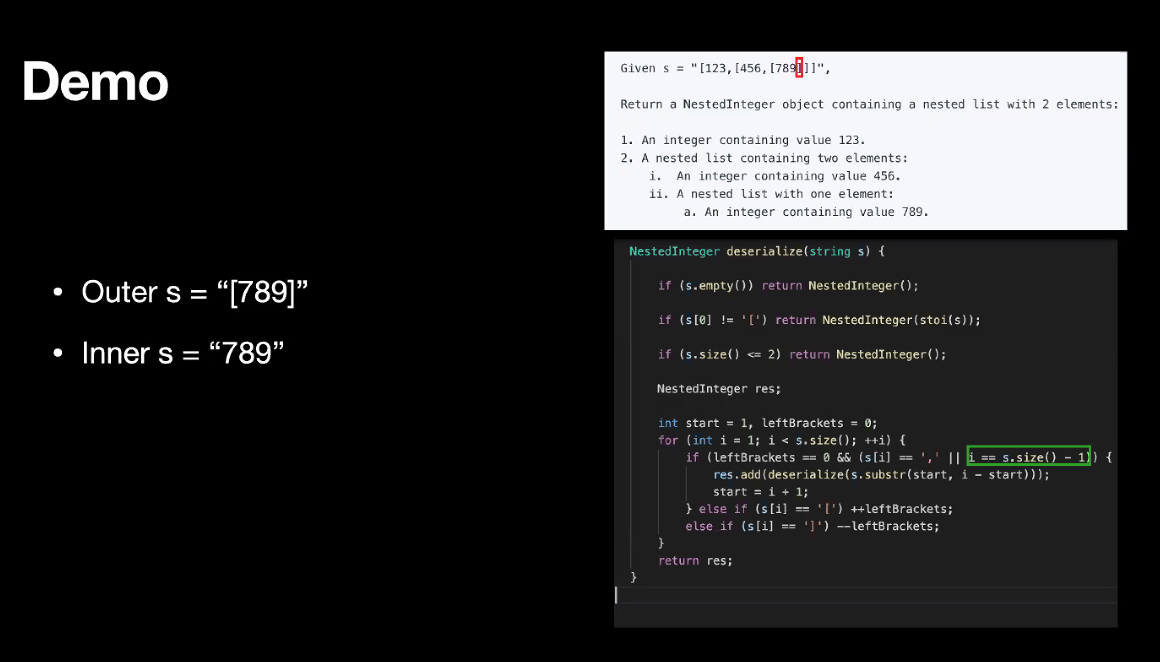 Demo
• Outer s = “[789]”
• Inner s = “789”
Given s = "[123,[456,[789]]]",
Return a NestedInteger object containing a nested list with 2 elements:
1. An integer containing value 123.
2. A nested list containing two elements:
i. An integer containing value 456.
ii. A nested list with one element:
a. An integer containing value 789.
NestedInteger deserialize(string s) {
if (s.empty()) return NestedInteger();
if (s[0] != '[') return NestedInteger(stoi(s));
if (s.size() <= 2) return NestedInteger();
NestedInteger res;
int start = 1, leftBrackets = 0;
for (int i = 1; i < s.size(); ++i) {
if (leftBrackets == 0 && (s[i] == ',' || i == s.size() - 1)) {
res.add(deserialize(s.substr(start, i - start)));
start = i + 1;
} else if (s[i] == '[') ++leftBrackets;
else if (s[i] == ']') --leftBrackets;
}
return res;
}